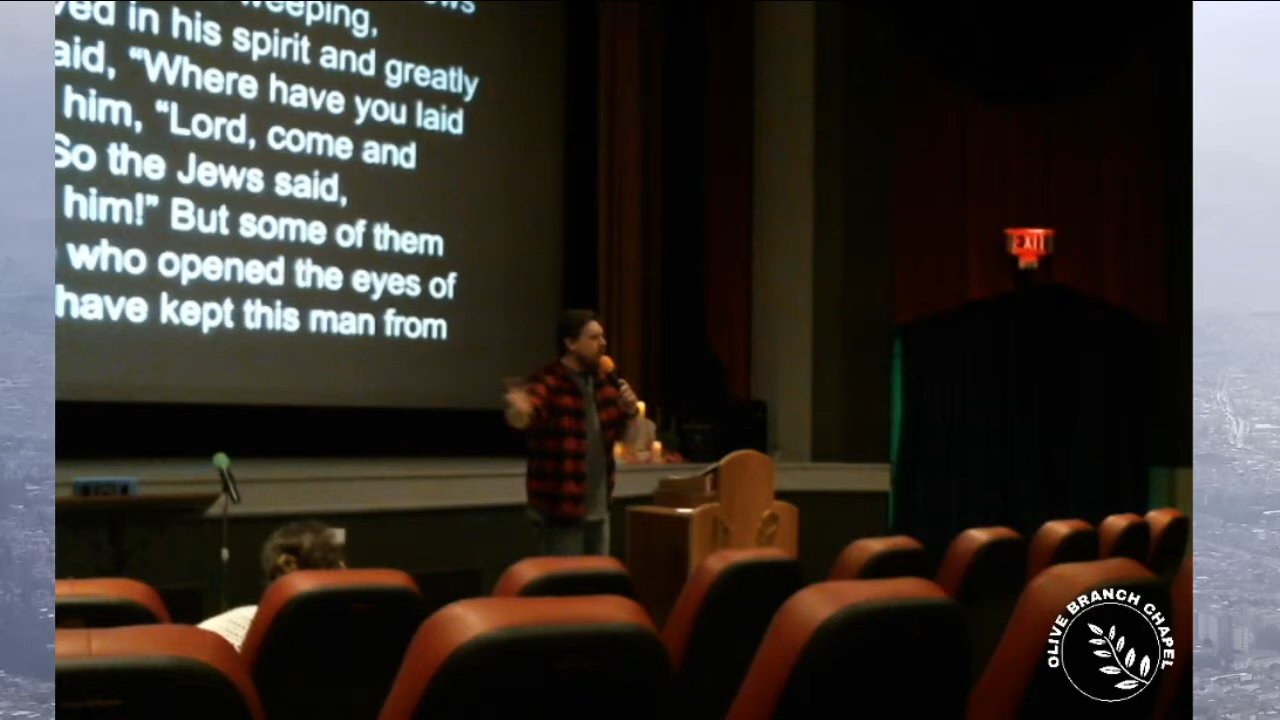 weeping,
ved in his spirit and greatly
aid, "Where have you laid
him, "Lord, come and
So the Jews said,
him!" But some of them
who opened the eyes of
have kept this man from
EXIT
OLIVE BRANCH CHAPEL